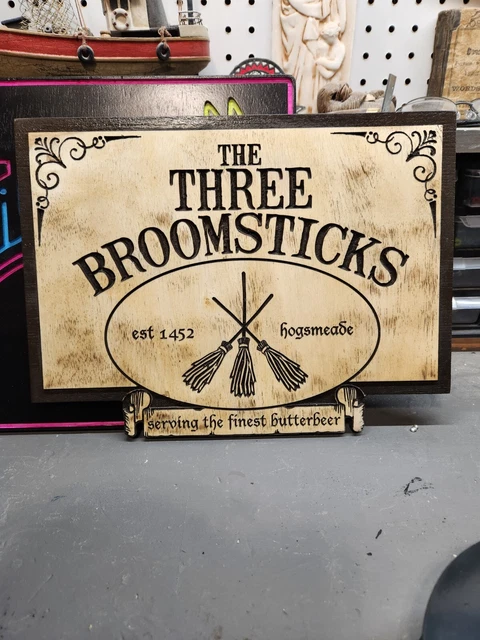 THE
THREE
BROOMSTICKS
est 1452 hogsmeade
serving the finest butterbeer